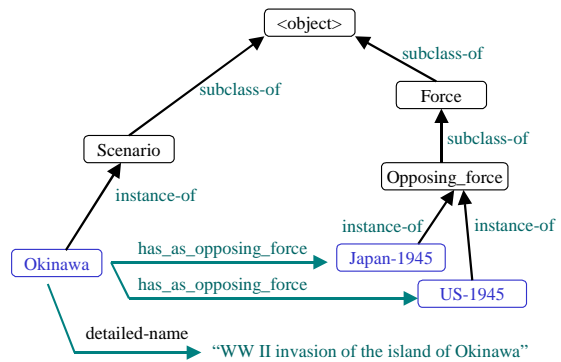 <object>
subclass-of
subclass-of
Force
Scenario
subclass-of
instance-of
Opposing_force
instance-of
instance-of
has_as_opposing_force
Okinawa
Japan-1945
has_as_opposing_force
US-1945
detailed-name
“WW II invasion of the island of Okinawa”